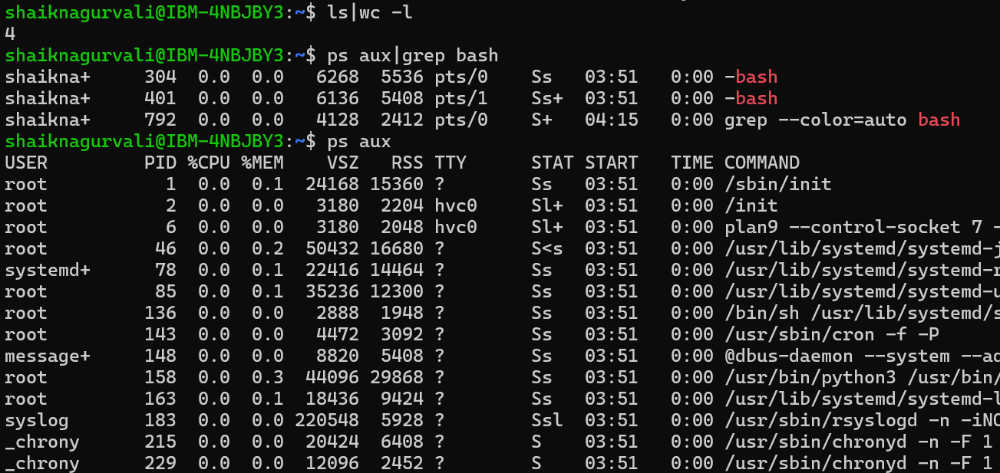 shaiknagurvali@IBM-4NBJBY3:~$ ls|wc -l
4
shaiknagurvali@IBM-4NBJBY3:~$ ps aux|grep bash
shaikna+     304  0.0  0.0   6268  5536 pts/0    Ss   03:51   0:00 -bash
shaikna+     401  0.0  0.0   6136  5408 pts/1    Ss+  03:51   0:00 -bash
shaikna+     792  0.0  0.0   4128  2412 pts/0    S+   04:15   0:00 grep --color=auto bash
shaiknagurvali@IBM-4NBJBY3:~$ ps aux
USER         PID %CPU %MEM    VSZ   RSS TTY      STAT START   TIME COMMAND
root           1  0.0  0.1  24168 15360 ?        Ss   03:51   0:00 /sbin/init
root           2  0.0  0.0   3180  2204 hvc0     Sl+  03:51   0:00 /init
root           6  0.0  0.0   3180  2048 hvc0     Sl+  03:51   0:00 plan9 --control-socket 7 -
root          46  0.0  0.2  50432 16680 ?        S<s  03:51   0:00 /usr/lib/systemd/systemd-j
systemd+      78  0.0  0.1  22416 14464 ?        Ss   03:51   0:00 /usr/lib/systemd/systemd-r
root          85  0.0  0.1  35236 12300 ?        Ss   03:51   0:00 /usr/lib/systemd/systemd-u
root         136  0.0  0.0   2888  1948 ?        Ss   03:51   0:00 /bin/sh /usr/lib/systemd/s
root         143  0.0  0.0   4472  3092 ?        Ss   03:51   0:00 /usr/sbin/cron -f -P
message+     148  0.0  0.0   8820  5408 ?        Ss   03:51   0:00 @dbus-daemon --system --ad
root         158  0.0  0.3  44096 29868 ?        Ss   03:51   0:00 /usr/bin/python3 /usr/bin/
root         163  0.0  0.1  18436  9424 ?        Ss   03:51   0:00 /usr/lib/systemd/systemd-l
syslog       183  0.0  0.0 220548  5928 ?        Ssl  03:51   0:00 /usr/sbin/rsyslogd -n -iNO
_chrony      215  0.0  0.0  20424  6408 ?        S    03:51   0:00 /usr/sbin/chronyd -n -F 1
_chrony      229  0.0  0.0  12096  2452 ?        S    03:51   0:00 /usr/sbin/chronyd -n -F 1